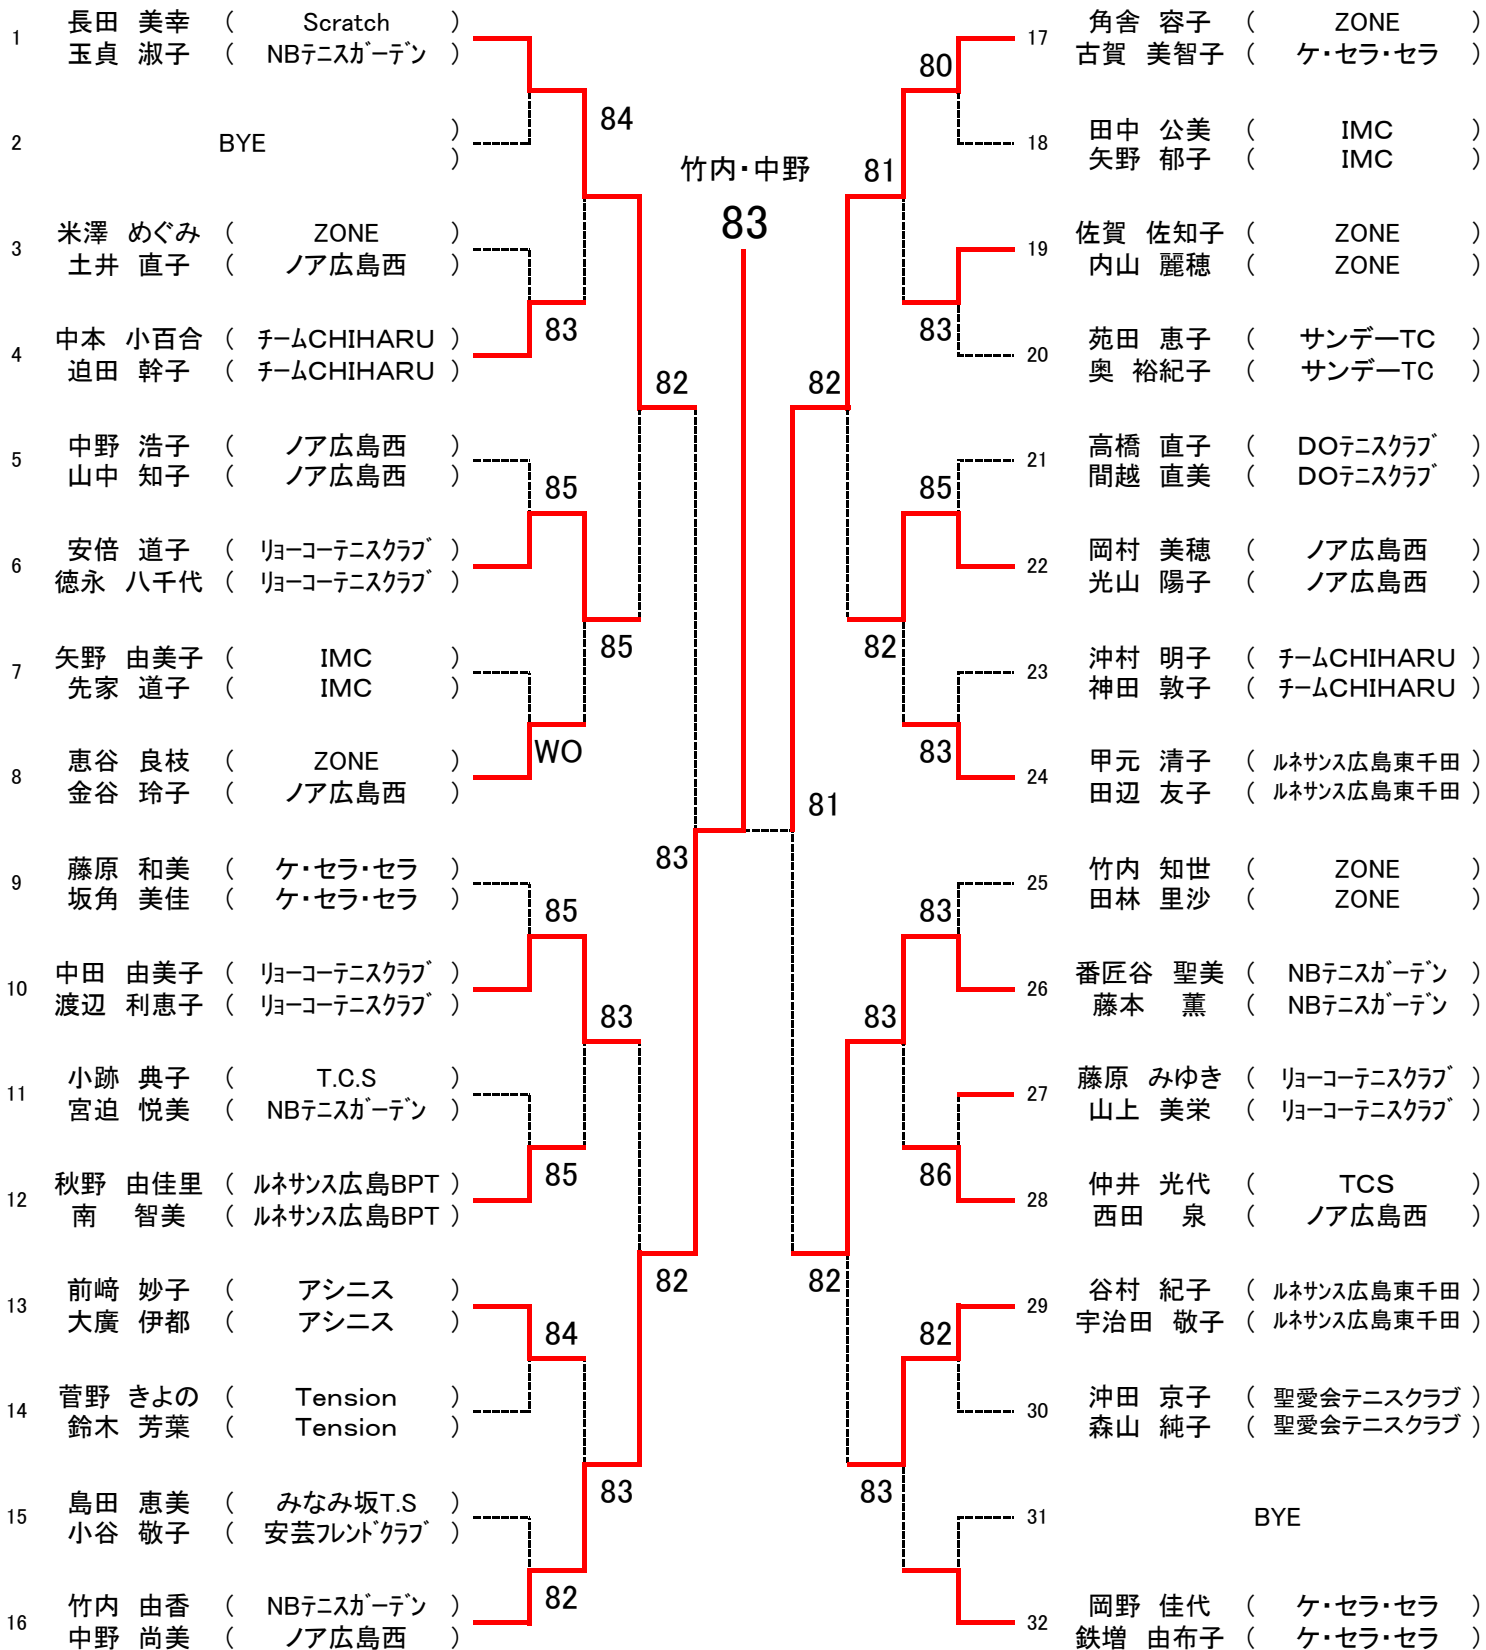 1 長田 美幸 ( Scratch )
玉貞 淑子 ( NBテニスガーデン )
2 BYE )
)
3 米澤 めぐみ ( ZONE )
土井 直子 ( ノア広島西 )
4 中本 小百合 ( チームCHIHARU )
迫田 幹子 ( チームCHIHARU )
5 中野 浩子 ( ノア広島西 )
山中 知子 ( ノア広島西 )
6 安倍 道子 ( リョーコーテニスクラブ )
徳永 八千代 ( リョーコーテニスクラブ )
7 矢野 由美子 ( IMC )
先家 道子 ( IMC )
8 恵谷 良枝 ( ZONE )
金谷 玲子 ( ノア広島西 )
9 藤原 和美 ( ケ・セラ・セラ )
坂角 美佳 ( ケ・セラ・セラ )
10 中田 由美子 ( リョーコーテニスクラブ )
渡辺 利恵子 ( リョーコーテニスクラブ )
11 小跡 典子 ( T.C.S )
宮迫 悦美 ( NBテニスガーデン )
12 秋野 由佳里 ( ルネサンス広島BPT )
南 智美 ( ルネサンス広島BPT )
13 前﨑 妙子 ( アシニス )
大廣 伊都 ( アシニス )
14 菅野 きよの ( Tension )
鈴木 芳葉 ( Tension )
15 島田 恵美 ( みなみ坂T.S )
小谷 敬子 ( 安芸フレンドクラブ )
16 竹内 由香 ( NBテニスガーデン )
中野 尚美 ( ノア広島西 )
84
83
82
85
85
WO
83
85
83
85
82
84
83
82
竹内・中野
83
80
81
83
82
85
82
83
81
83
83
86
82
82
83
17 角舎 容子 ( ZONE )
古賀 美智子 ( ケ・セラ・セラ )
18 田中 公美 ( IMC )
矢野 郁子 ( IMC )
19 佐賀 佐知子 ( ZONE )
内山 麗穂 ( ZONE )
20 苑田 恵子 ( サンデーTC )
奥 裕紀子 ( サンデーTC )
21 高橋 直子 ( DOテニスクラブ )
間越 直美 ( DOテニスクラブ )
22 岡村 美穂 ( ノア広島西 )
光山 陽子 ( ノア広島西 )
23 沖村 明子 ( チームCHIHARU )
神田 敦子 ( チームCHIHARU )
24 甲元 清子 ( ルネサンス広島東千田 )
田辺 友子 ( ルネサンス広島東千田 )
25 竹内 知世 ( ZONE )
田林 里沙 ( ZONE )
26 番匠谷 聖美 ( NBテニスガーデン )
藤本 薫 ( NBテニスガーデン )
27 藤原 みゆき ( リョーコーテニスクラブ )
山上 美栄 ( リョーコーテニスクラブ )
28 仲井 光代 ( TCS )
西田 泉 ( ノア広島西 )
29 谷村 紀子 ( ルネサンス広島東千田 )
宇治田 敬子 ( ルネサンス広島東千田 )
30 沖田 京子 ( 聖愛会テニスクラブ )
森山 純子 ( 聖愛会テニスクラブ )
31 BYE
32 岡野 佳代 ( ケ・セラ・セラ )
鉄増 由布子 ( ケ・セラ・セラ )